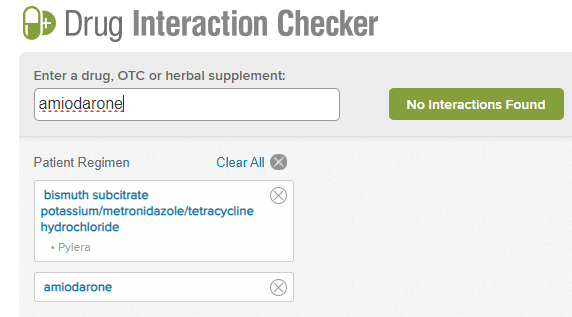 Drug Interaction Checker
Enter a drug, OTC or herbal supplement:
amiodarone
No Interactions Found
Patient Regimen
Clear All
bismuth subcitrate
potassium/metronidazole/tetracycline
hydrochloride
• Pylera
amiodarone